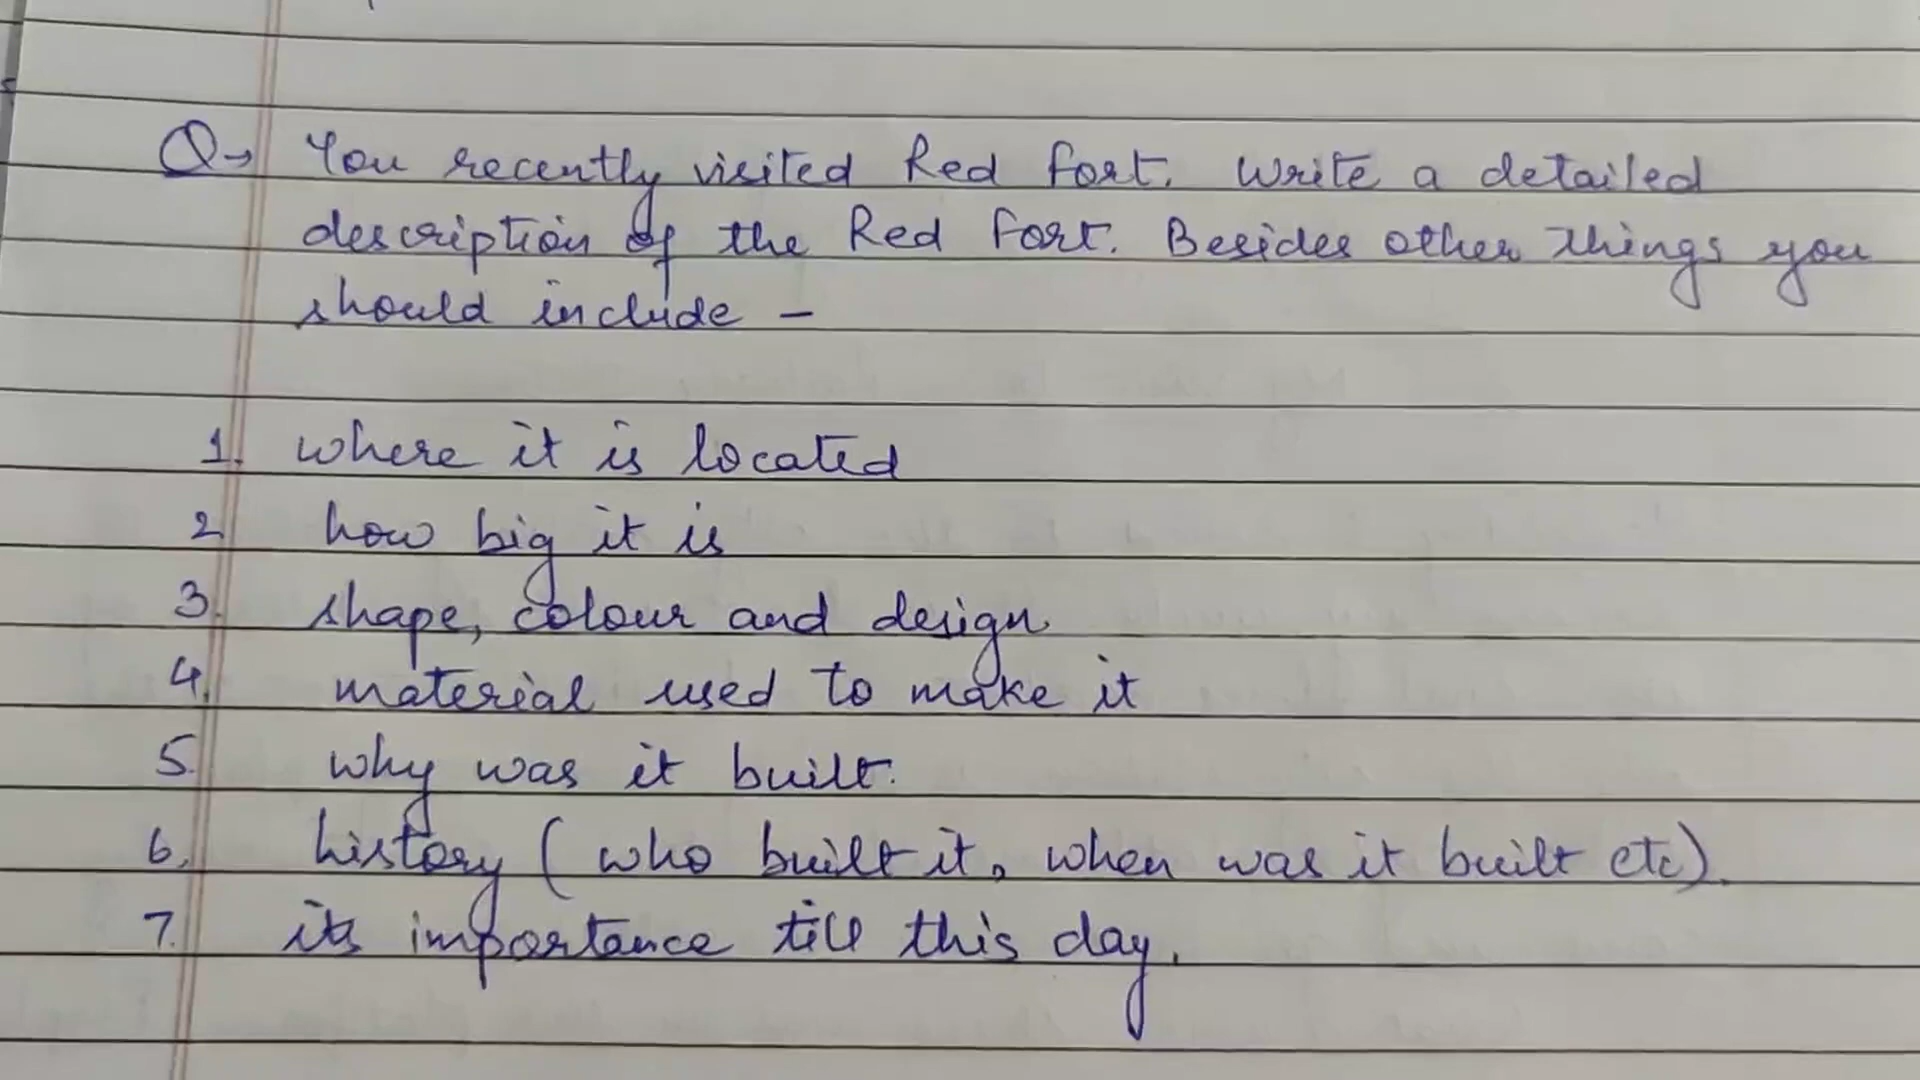 Q→ You recently visited Red Fort. Write a detailed
description of the Red Fort. Besides other things you
should include -
1. where it is located
2. how big it is
3. shape, colour and design
4. material used to make it
5. why was it built.
6. history (who built it, when was it built etc).
7. its importance till this day.